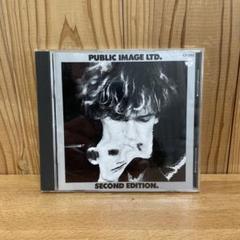 PUBLIC IMAGE LTD.
SECOND EDITION.